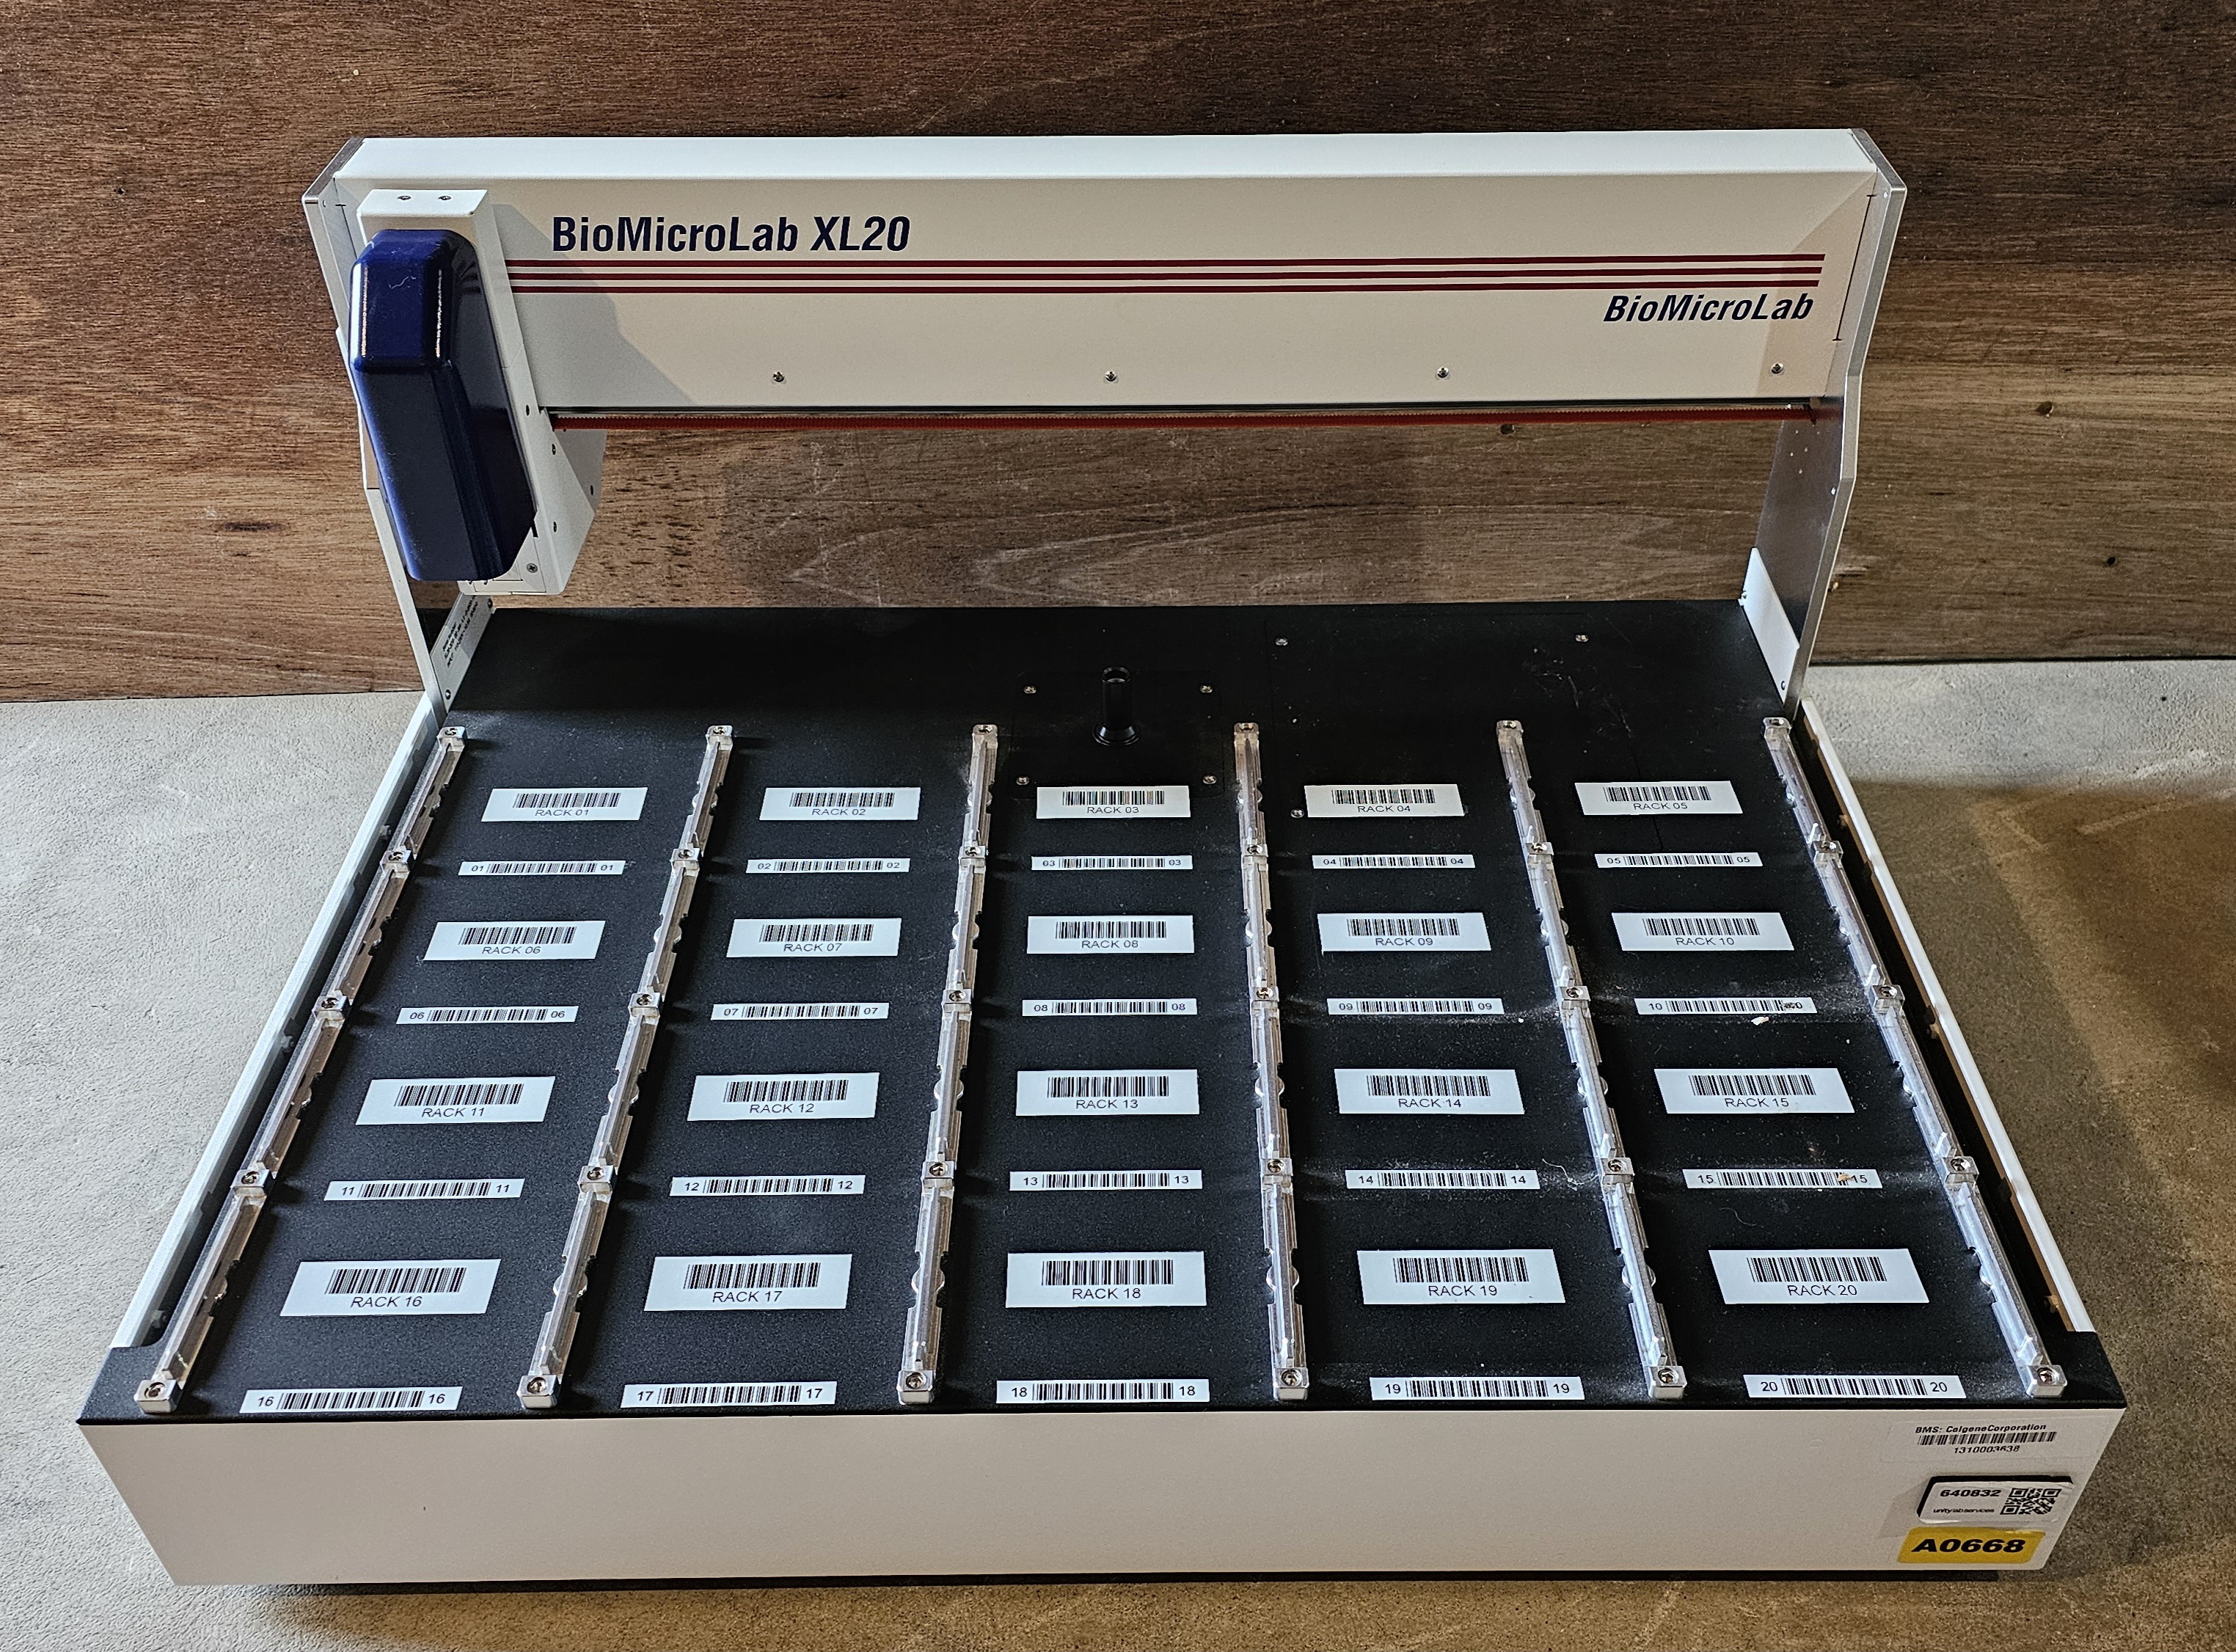 BioMicroLab XL20
BioMicroLab
RACK 01
RACK 02
RACK 03
RACK 04
RACK 05
01 01
02 02
03 03
04 04
05 05
RACK 06
RACK 07
RACK 08
RACK 09
RACK 10
06 06
07 07
08 08
09 09
10
RACK 11
RACK 12
RACK 13
RACK 14
RACK 15
11 11
12 12
13 13
14 14
15 15
RACK 16
RACK 17
RACK 18
RACK 19
RACK 20
16 16
17 17
18 18
19 19
20 20
BMS: CelgeneCorporation
1310003638
640832
unity lab services
A0668